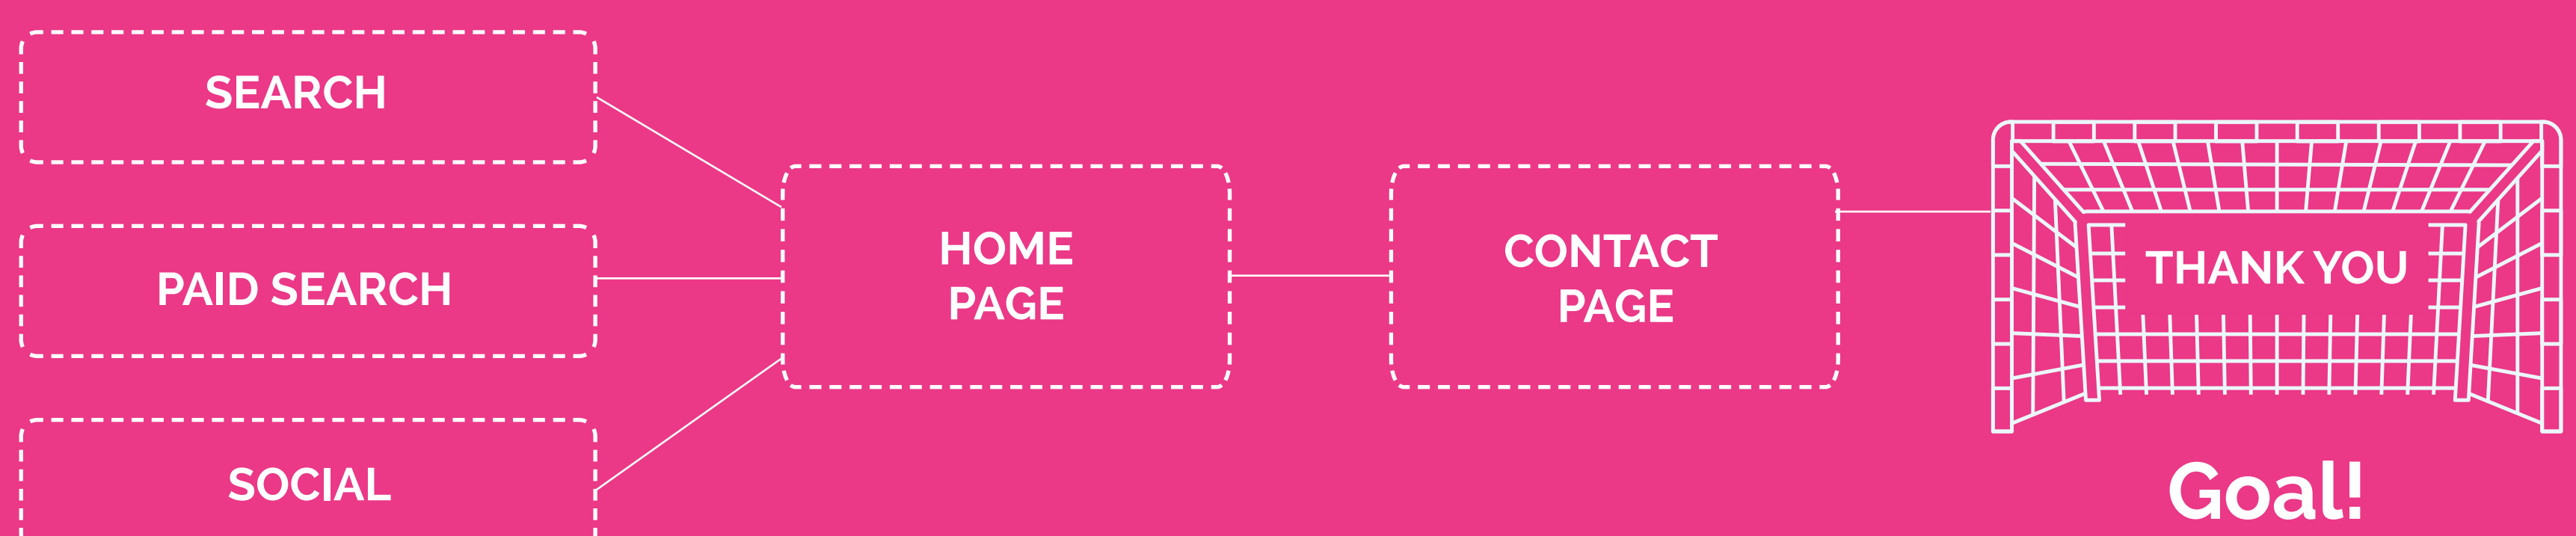 SEARCH
PAID SEARCH
SOCIAL
HOME
PAGE
CONTACT
PAGE
THANK YOU
Goal!